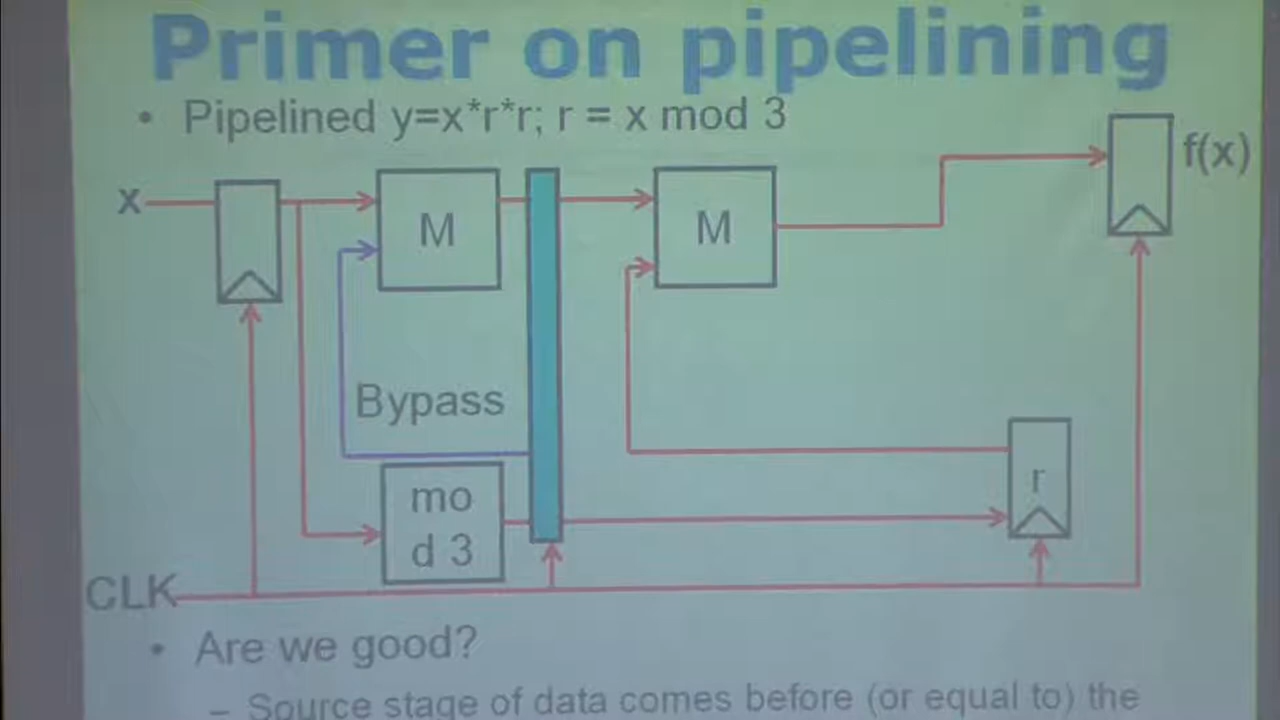 Primer on pipelining
• Pipelined y=x*r*r; r = x mod 3
f(x)
x
M
M
Bypass
mo
d 3
r
CLK
• Are we good?
– Source stage of data comes before (or equal to) the